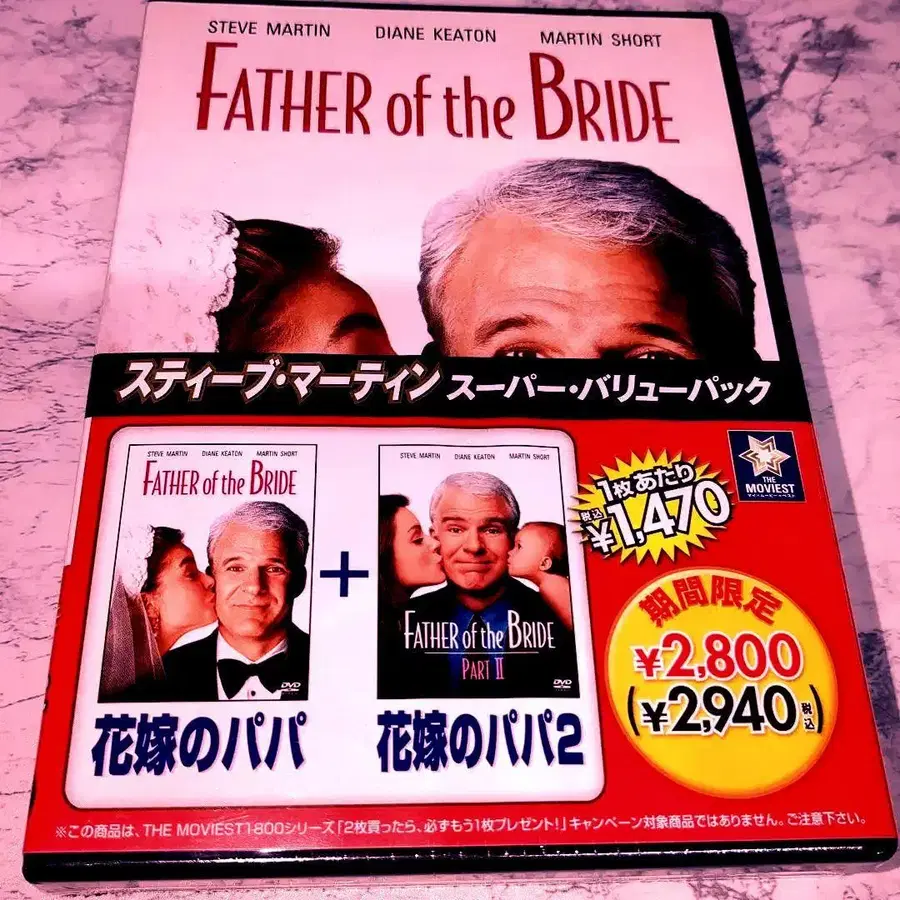 STEVE MARTIN DIANE KEATON MARTIN SHORT
FATHER of the BRIDE
スティーブ・マーティン スーパー・バリューパック
STEVE MARTIN DIANE KEATON MARTIN SHORT
FATHER of the BRIDE
DVD
花嫁のパパ
+
STEVE MARTIN DIANE KEATON MARTIN SHORT
FATHER of the BRIDE
PART II
DVD
花嫁のパパ2
1枚あたり
税込
¥1,470
THE
MOVIEST
期間限定
¥2,800
(¥2,940税込)
※この商品は、THE MOVIEST1800シリーズ「2枚買ったら、必ずもう1枚プレゼント!」キャンペーン対象商品ではありません。ご注意下さい。